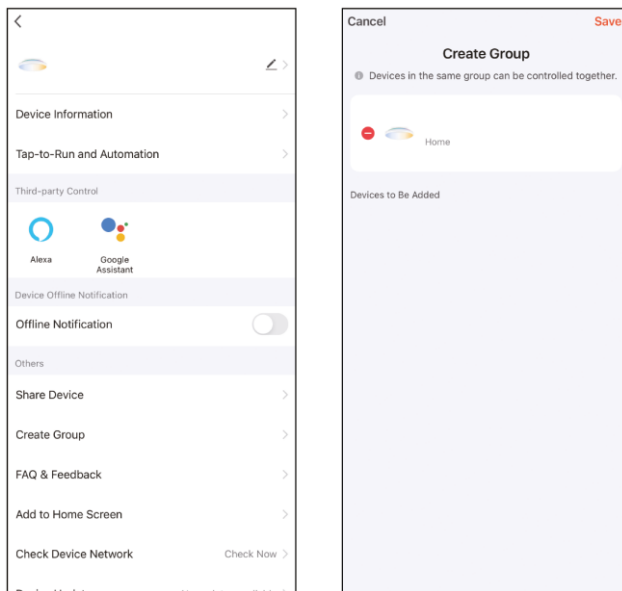 Device Information
Tap-to-Run and Automation
Third-party Control
Alexa
Google
Assistant
Device Offline Notification
Offline Notification
Others
Share Device
Create Group
FAQ & Feedback
Add to Home Screen
Check Device Network Check Now
Cancel Save
Create Group
Devices in the same group can be controlled together.
Home
Devices to Be Added